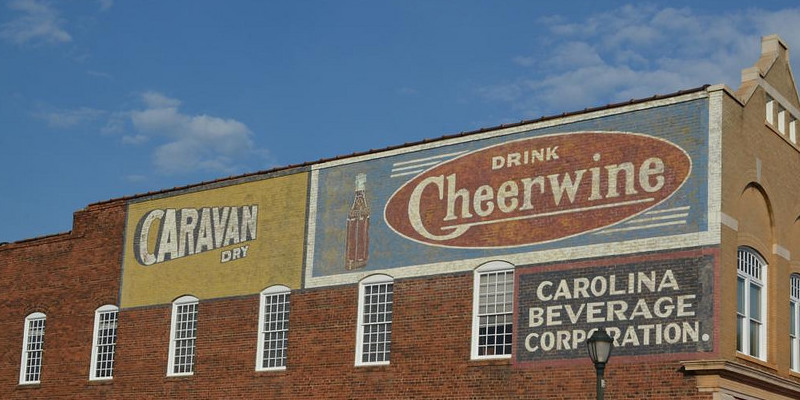 CARAVAN
DRY
DRINK
Cheerwine
CAROLINA
BEVERAGE
CORPORATION.